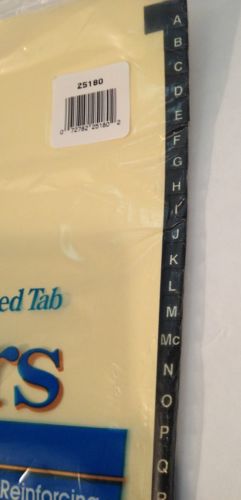 25180
0 72782 25180 2
A
B
C
D
E
F
G
H
I
J
K
L
M
Mc
N
O
P
Q
R
ed Tab
rs
Reinforcing